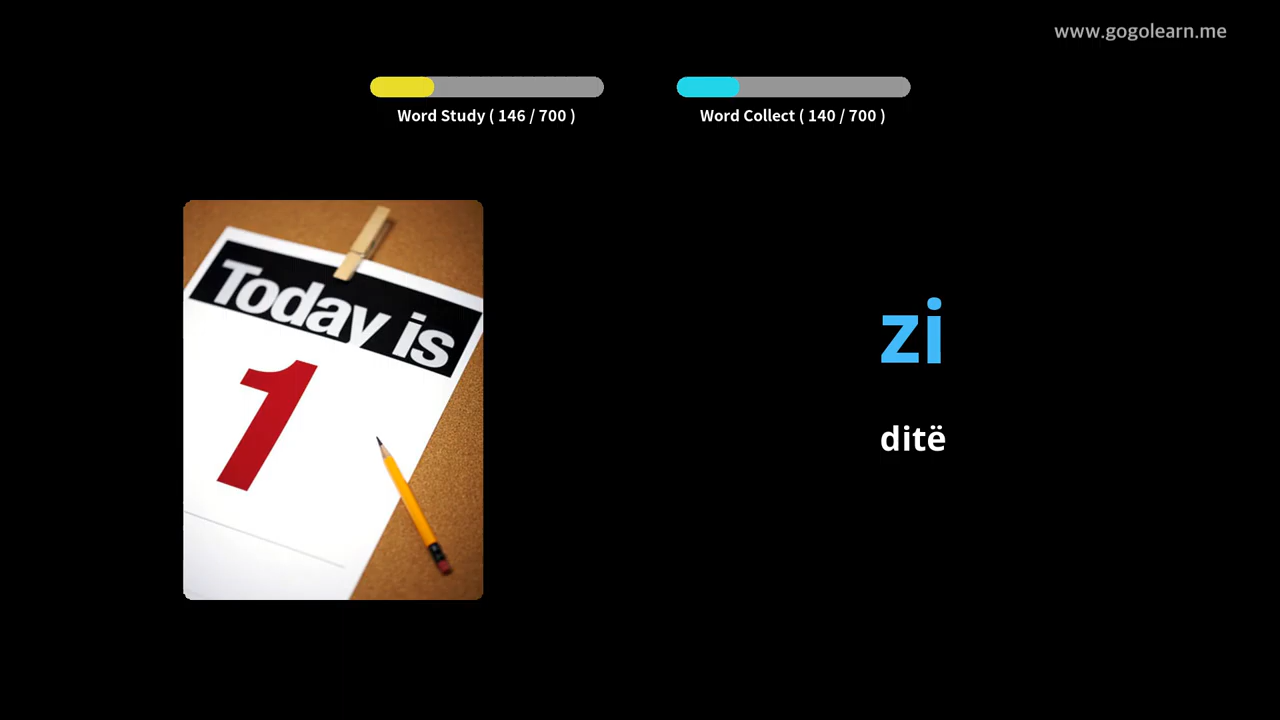 www.gogolearn.me
Word Study ( 146 / 700 )
Word Collect ( 140 / 700 )
Today is
1
zi
ditë